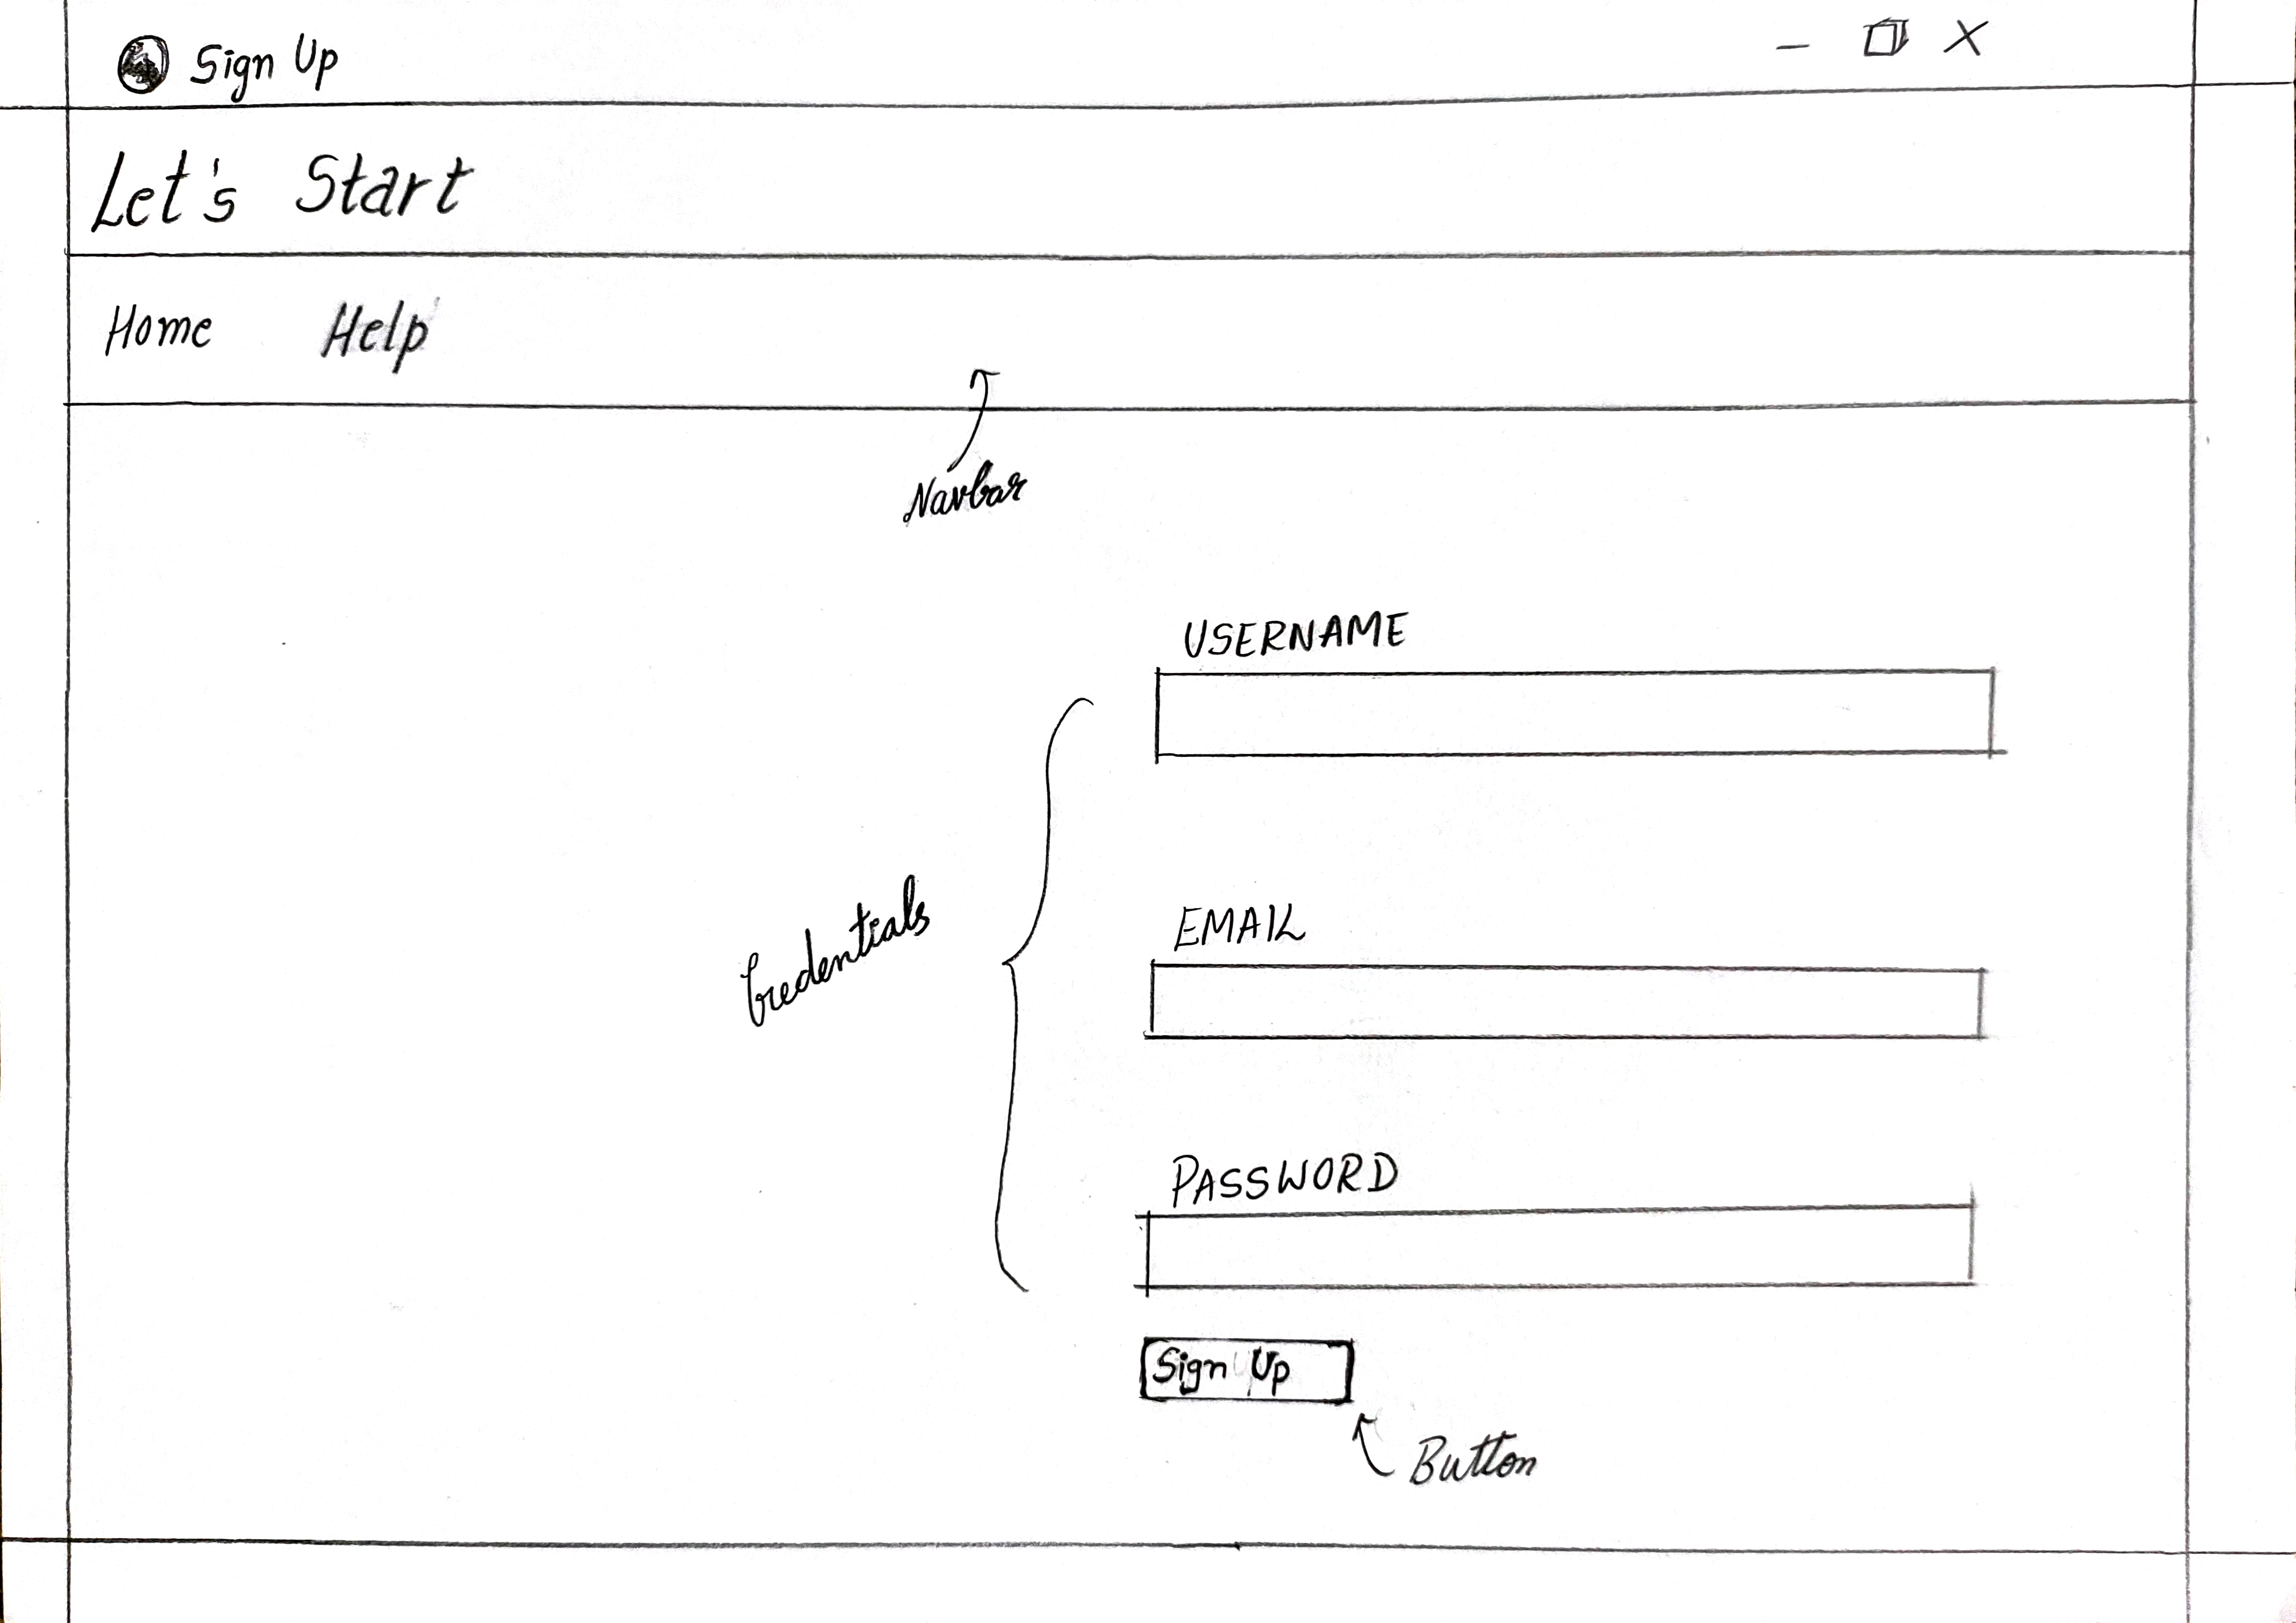 Sign Up
Let's Start
Home Help
Navbar
USERNAME
Credentials
EMAIL
PASSWORD
Sign Up
Button